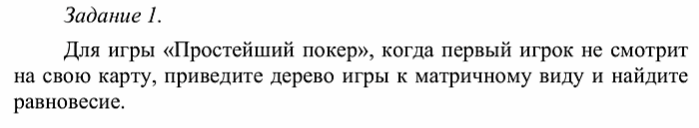 Задание 1.
Для игры «Простейший покер», когда первый игрок не смотрит
на свою карту, приведите дерево игры к матричному виду и найдите
равновесие.